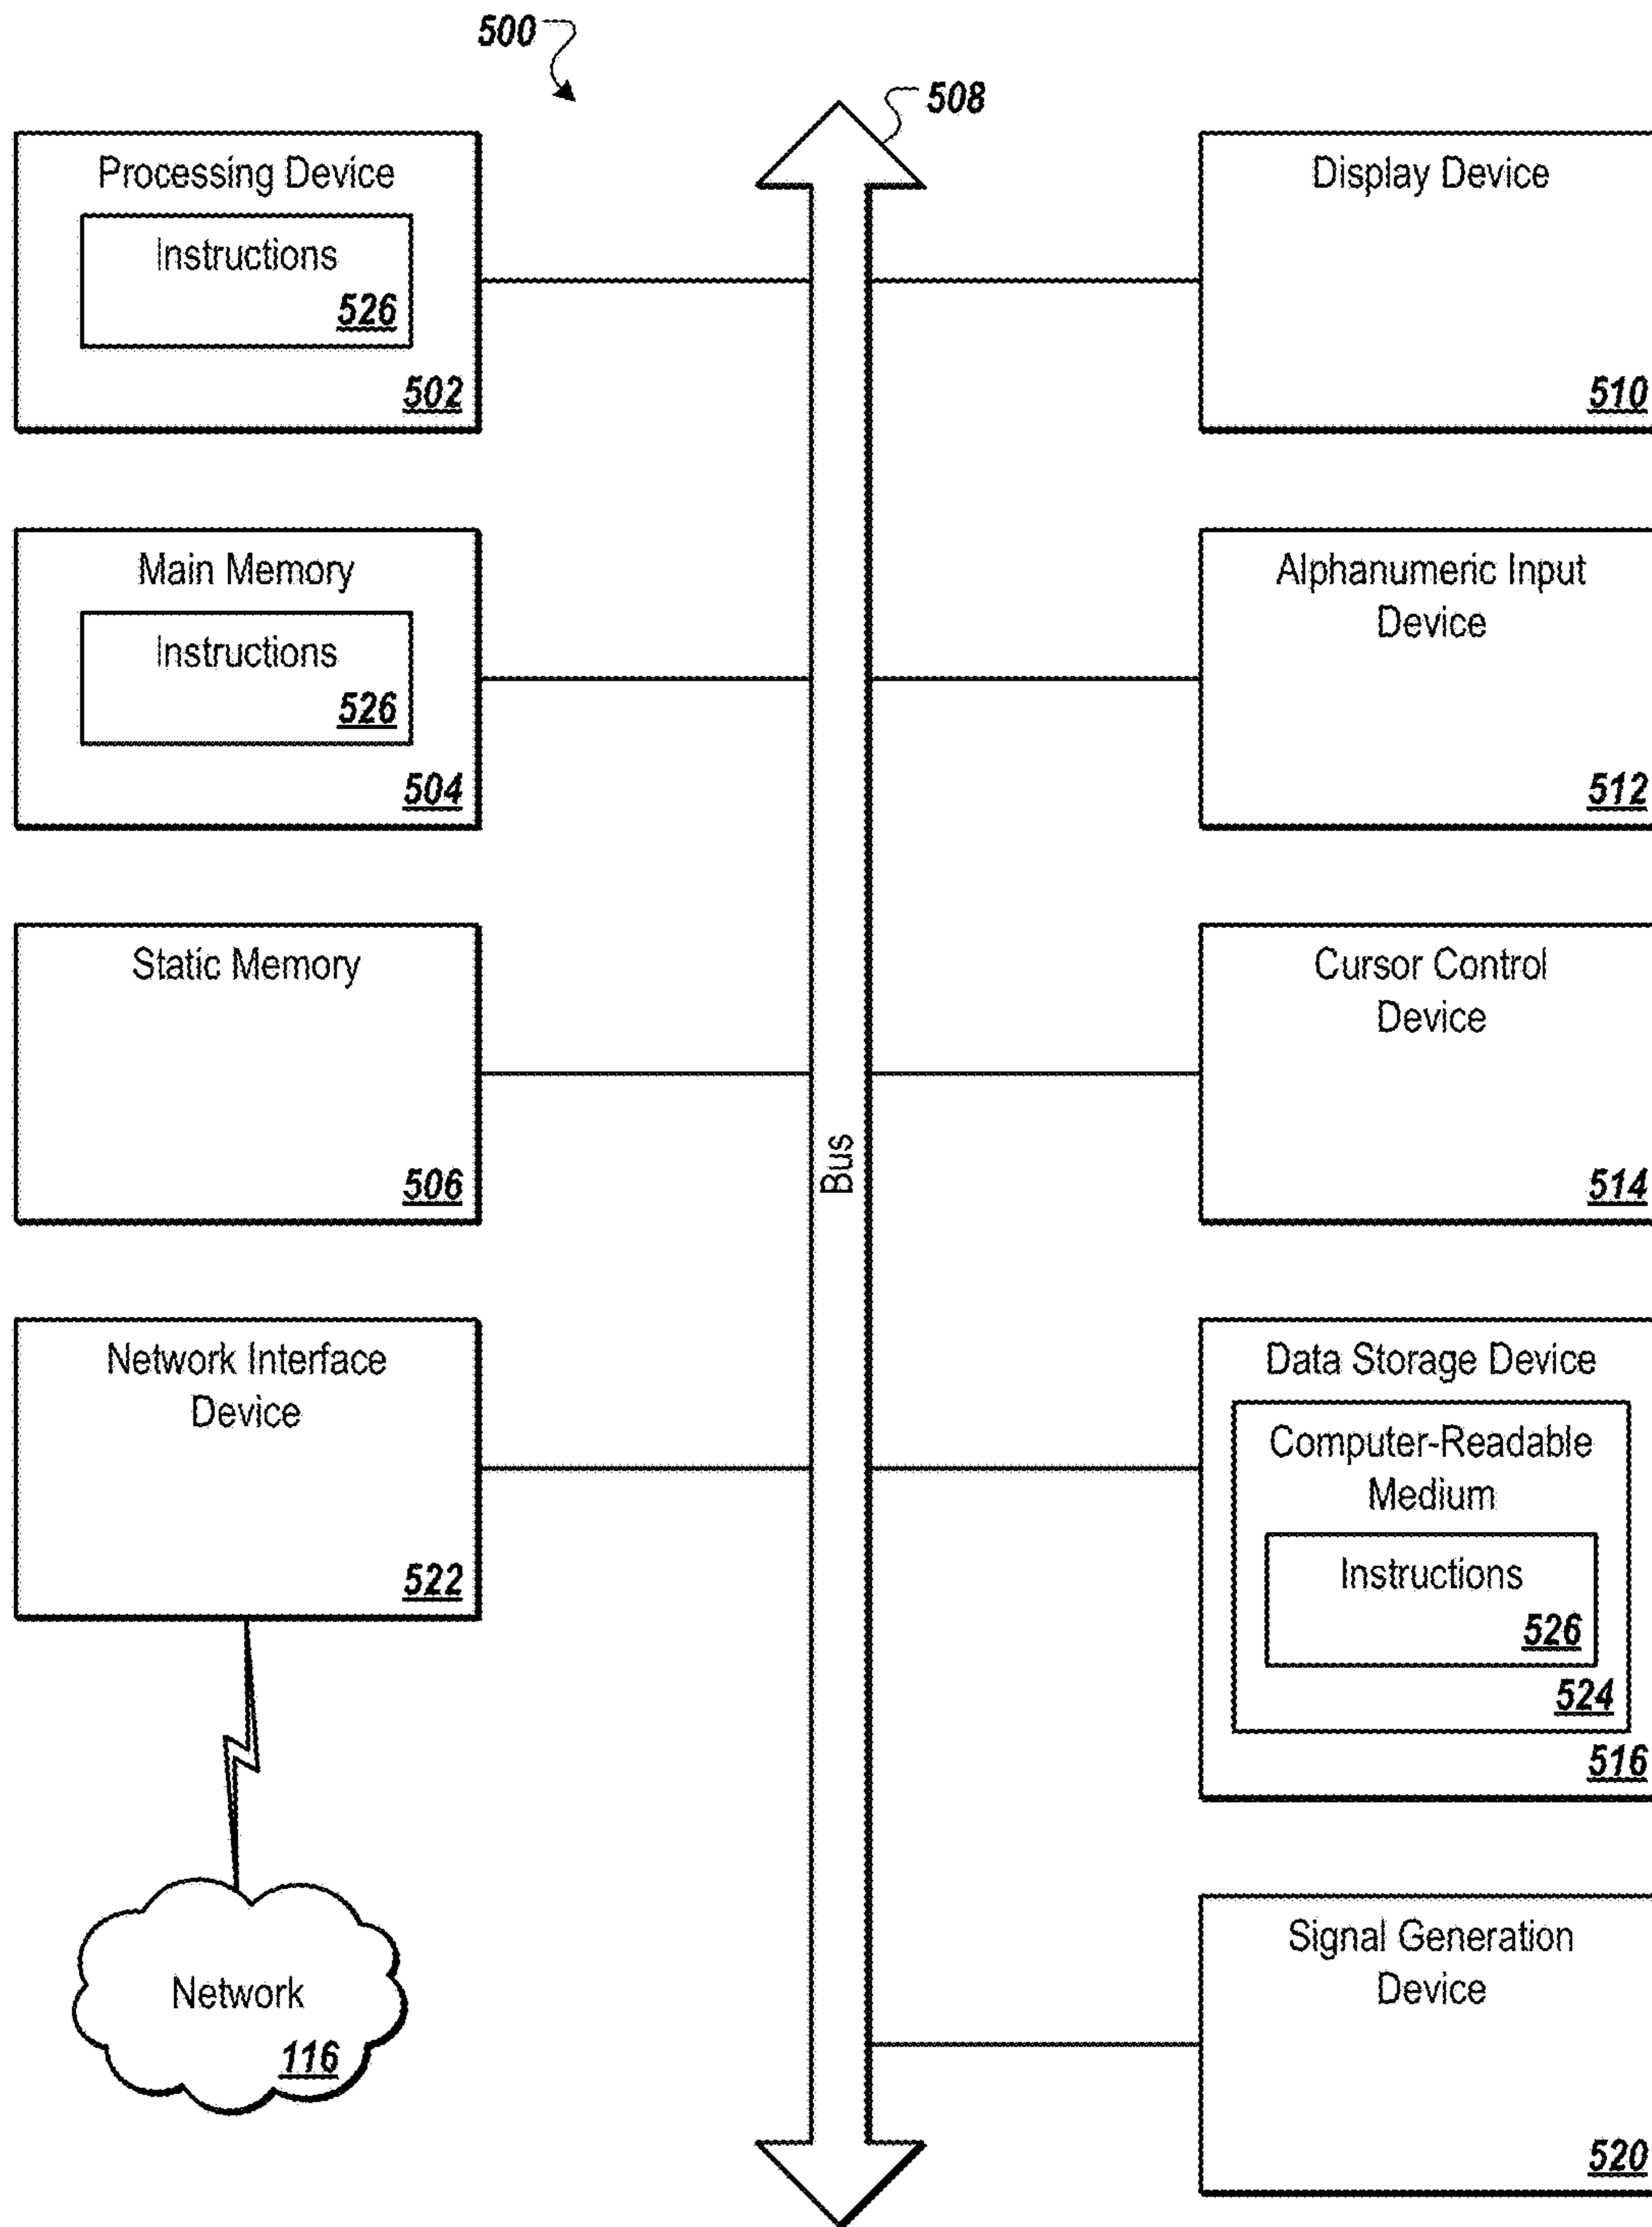 500
508
Processing Device
Instructions
526
502
Main Memory
Instructions
526
504
Static Memory
506
Network Interface
Device
522
Network
116
Bus
Display Device
510
Alphanumeric Input
Device
512
Cursor Control
Device
514
Data Storage Device
Computer-Readable
Medium
Instructions
526
524
516
Signal Generation
Device
520